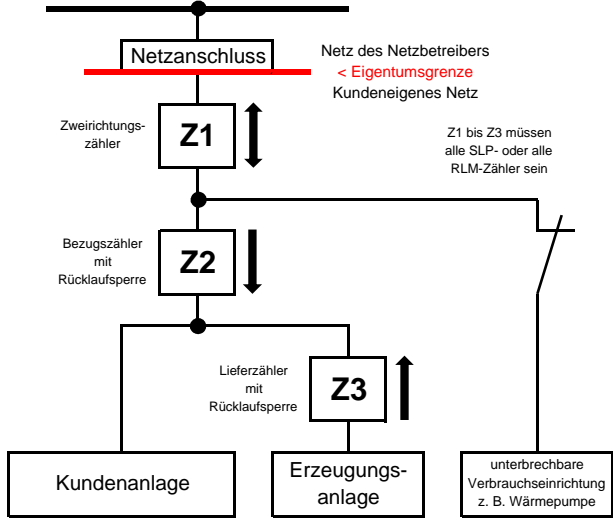 Netzanschluss
Netz des Netzbetreibers
< Eigentumsgrenze
Kundeneigenes Netz
Zweirichtungs-
zähler
Z1
Z1 bis Z3 müssen
alle SLP- oder alle
RLM-Zähler sein
Bezugszähler
mit
Rücklaufsperre
Z2
Lieferzähler
mit
Rücklaufsperre
Z3
Kundenanlage
Erzeugungs-
anlage
unterbrechbare
Verbrauchseinrichtung
z. B. Wärmepumpe